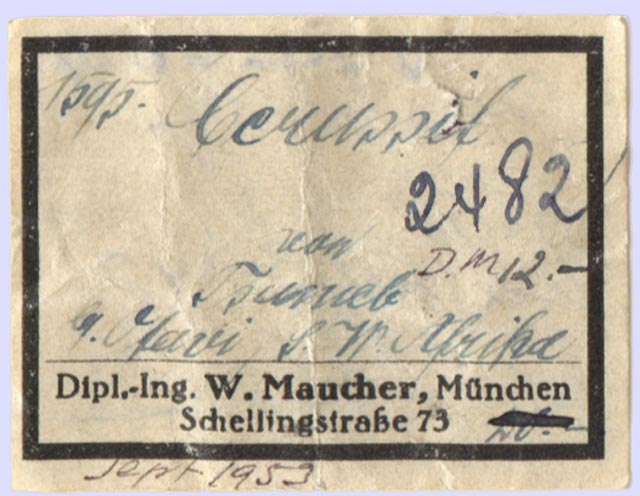 1595. Cerussit
2482
von
D.M 12.-
Tsumeb
b. Otavi, S. W. Afrika
Dipl.-Ing. W. Maucher, München
Schellingstraße 73
Sept 1953